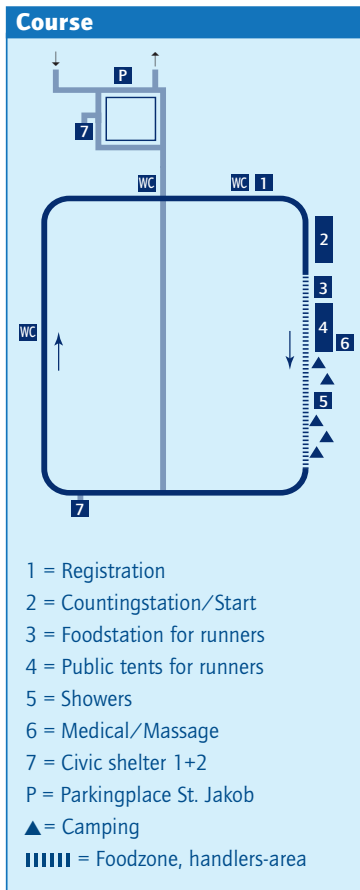 Course
P
7
WC
WC 1
2
3
4
6
WC
5
7
1 = Registration
2 = Countingstation/Start
3 = Foodstation for runners
4 = Public tents for runners
5 = Showers
6 = Medical/Massage
7 = Civic shelter 1+2
P = Parkingplace St. Jakob
▲ = Camping
= Foodzone, handlers-area